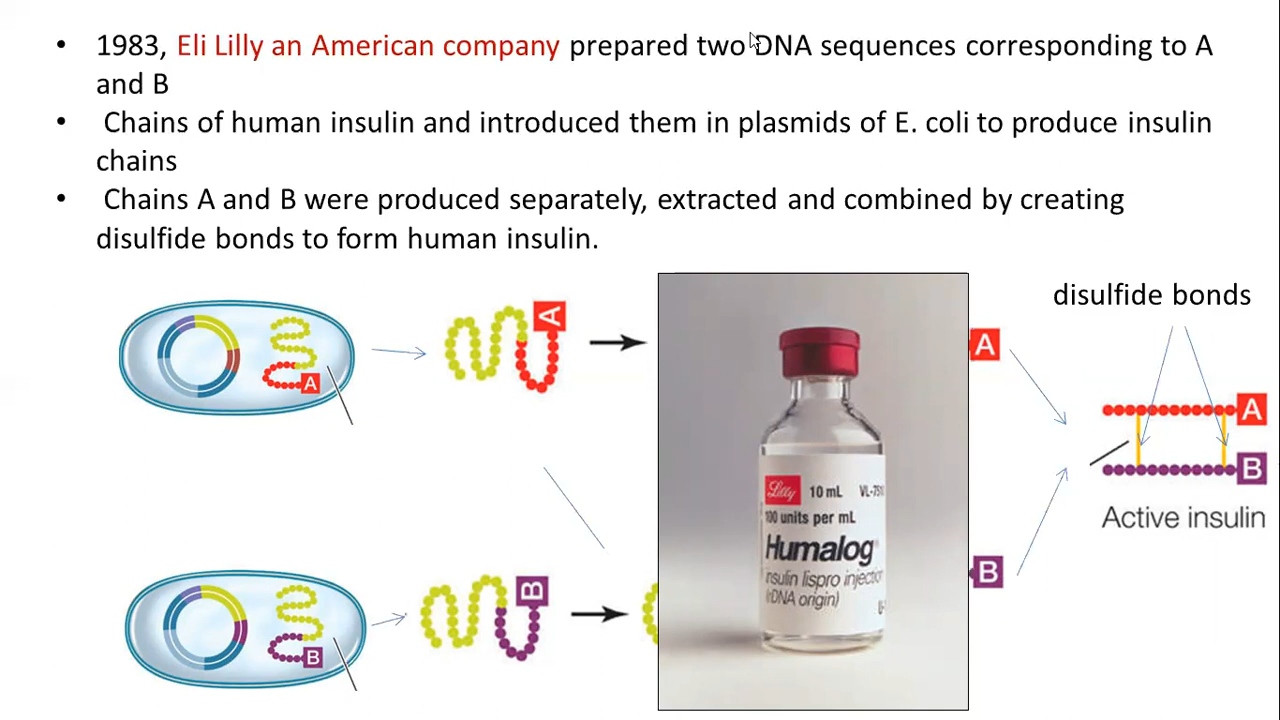 • 1983, Eli Lilly an American company prepared two DNA sequences corresponding to A
and B
• Chains of human insulin and introduced them in plasmids of E. coli to produce insulin
chains
• Chains A and B were produced separately, extracted and combined by creating
disulfide bonds to form human insulin.
disulfide bonds
A
A
A
A
Lilly 10 mL
100 units per mL
Humalog
insulin lispro injection
(rDNA origin)
B
Active insulin
B
B
B